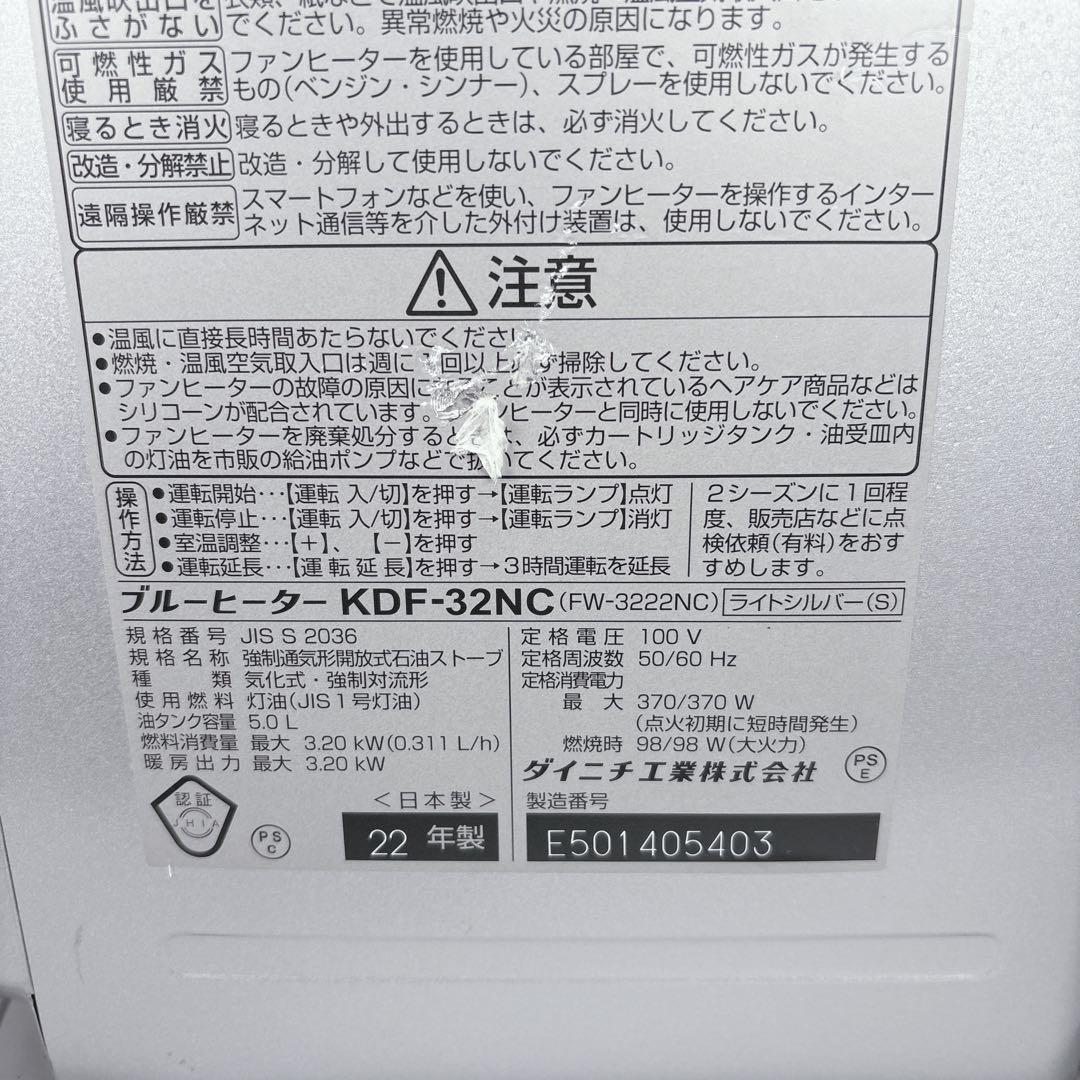 ふさがない でください。異常燃焼や火災の原因になります。
可燃性ガス ファンヒーターを使用している部屋で、可燃性ガスが発生する
使用厳禁 もの(ベンジン・シンナー)、スプレーを使用しないでください。
寝るとき消火 寝るときや外出するときは、必ず消火してください。
改造・分解禁止 改造・分解して使用しないでください。
遠隔操作厳禁 スマートフォンなどを使い、ファンヒーターを操作するインター
ネット通信等を介した外付け装置は、使用しないでください。
注意
●温風に直接長時間あたらないでくださ
●燃焼・温風空気取入口は週に 回以上 ず掃除してください。
●ファンヒーターの故障の原因に ことが表示されているヘアケア商品などは
シリコーンが配合されています。 ンヒーターと同時に使用しないでください。
●ファンヒーターを廃棄処分すると は、必ずカートリッジタンク・油受皿内
の灯油を市販の給油ポンプなどで抜いてください。
操作方法
●運転開始…【運転 入/切】を押す→【運転ランプ】点灯
●運転停止…【運転 入/切】を押す→【運転ランプ】消灯
●室温調整…【+】、【-】を押す
●運転延長…【運転延長】を押す→3時間運転を延長
2シーズンに1回程
度、販売店などに点
検依頼(有料)をおす
すめします。
ブルーヒーター KDF-32NC(FW-3222NC) ライトシルバー(S)
規格番号 JIS S 2036
規格名称 強制通気形開放式石油ストーブ
種類 気化式・強制対流形
使用燃料 灯油(JIS1号灯油)
油タンク容量 5.0 L
燃料消費量 最大 3.20 kW(0.311 L/h)
暖房出力 最大 3.20 kW
定格電圧 100 V
定格周波数 50/60 Hz
定格消費電力
最大 370/370 W
(点火初期に短時間発生)
燃焼時 98/98 W(大火力)
ダイニチ工業株式会社
PS
E
認証
JHIA
PS
C
<日本製>
22 年製
製造番号
E501405403